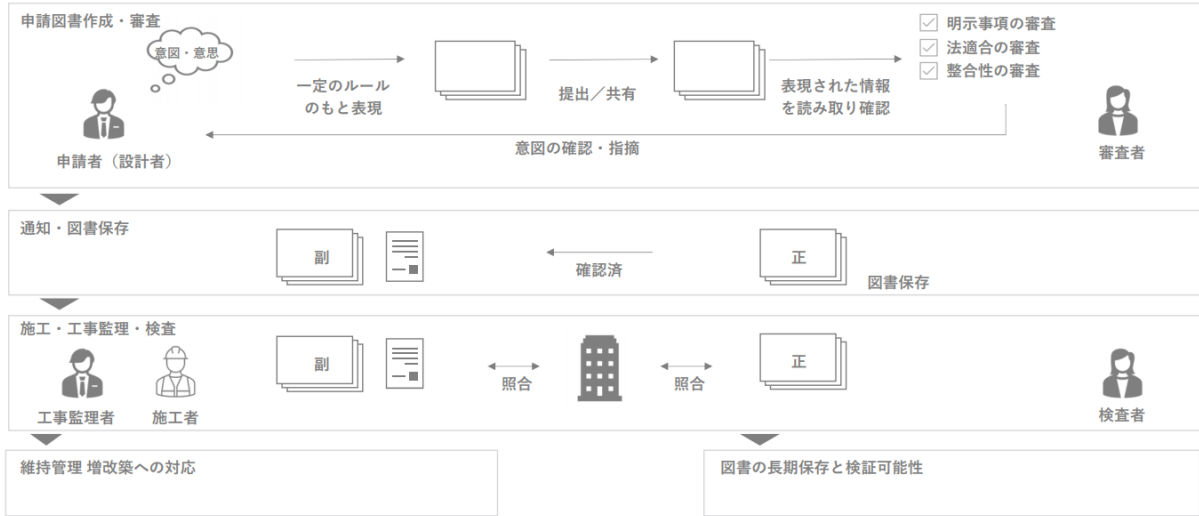 申請図書作成・審査
意図・意思
一定のルール
のもと表現
提出／共有
表現された情報
を読み取り確認
明示事項の審査
法適合の審査
整合性の審査
意図の確認・指摘
申請者（設計者）
審査者
通知・図書保存
副
確認済
正
図書保存
施工・工事監理・検査
副
照合
照合
正
工事監理者
施工者
検査者
維持管理 増改築への対応
図書の長期保存と検証可能性